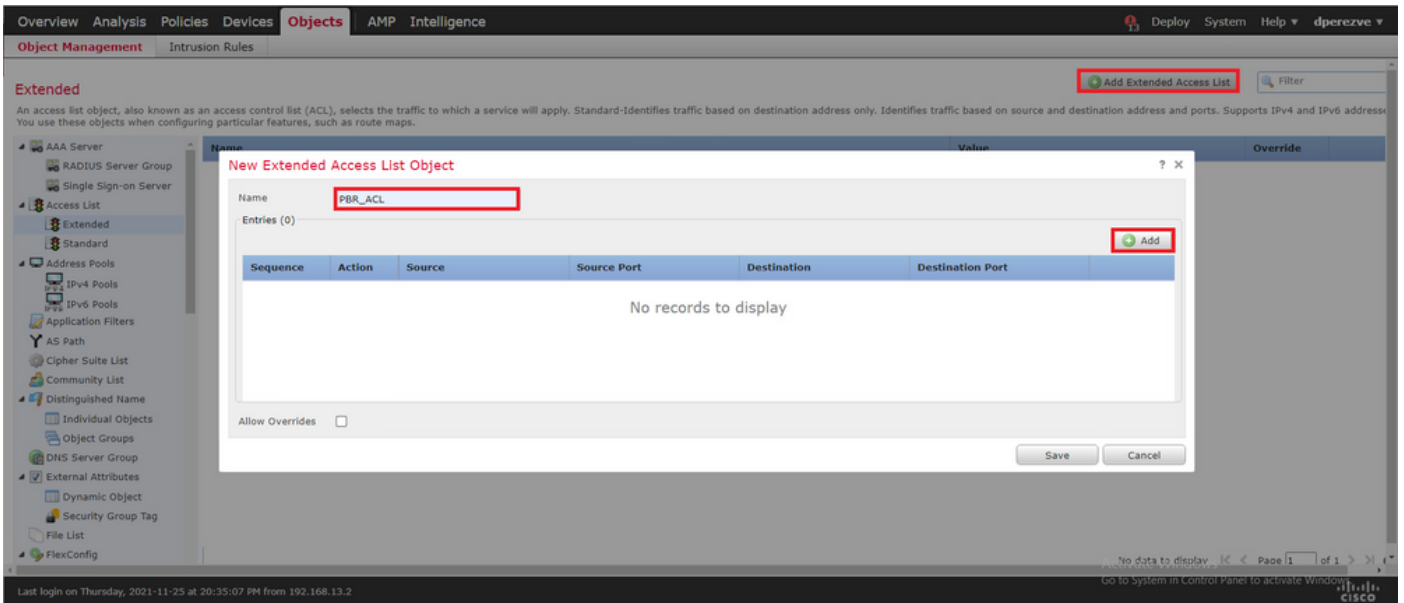 Overview Analysis Policies Devices Objects AMP Intelligence Deploy System Help dperezve
Object Management Intrusion Rules
Extended
Add Extended Access List
Filter
An access list object, also known as an access control list (ACL), selects the traffic to which a service will apply. Standard-Identifies traffic based on destination address only. Identifies traffic based on source and destination address and ports. Supports IPv4 and IPv6 addresse
You use these objects when configuring particular features, such as route maps.
Name Value Override
AAA Server
RADIUS Server Group
Single Sign-on Server
Access List
Extended
Standard
Address Pools
IPv4 Pools
IPv6 Pools
Application Filters
AS Path
Cipher Suite List
Community List
Distinguished Name
Individual Objects
Object Groups
DNS Server Group
External Attributes
Dynamic Object
Security Group Tag
File List
FlexConfig
New Extended Access List Object
Name PBR_ACL
Entries (0)
Add
Sequence Action Source Source Port Destination Destination Port
No records to display
Allow Overrides
Save Cancel
No data to display Page 1 of 1
Activate Windows
Go to System in Control Panel to activate Windows.
Last login on Thursday, 2021-11-25 at 20:35:07 PM from 192.168.13.2
CISCO